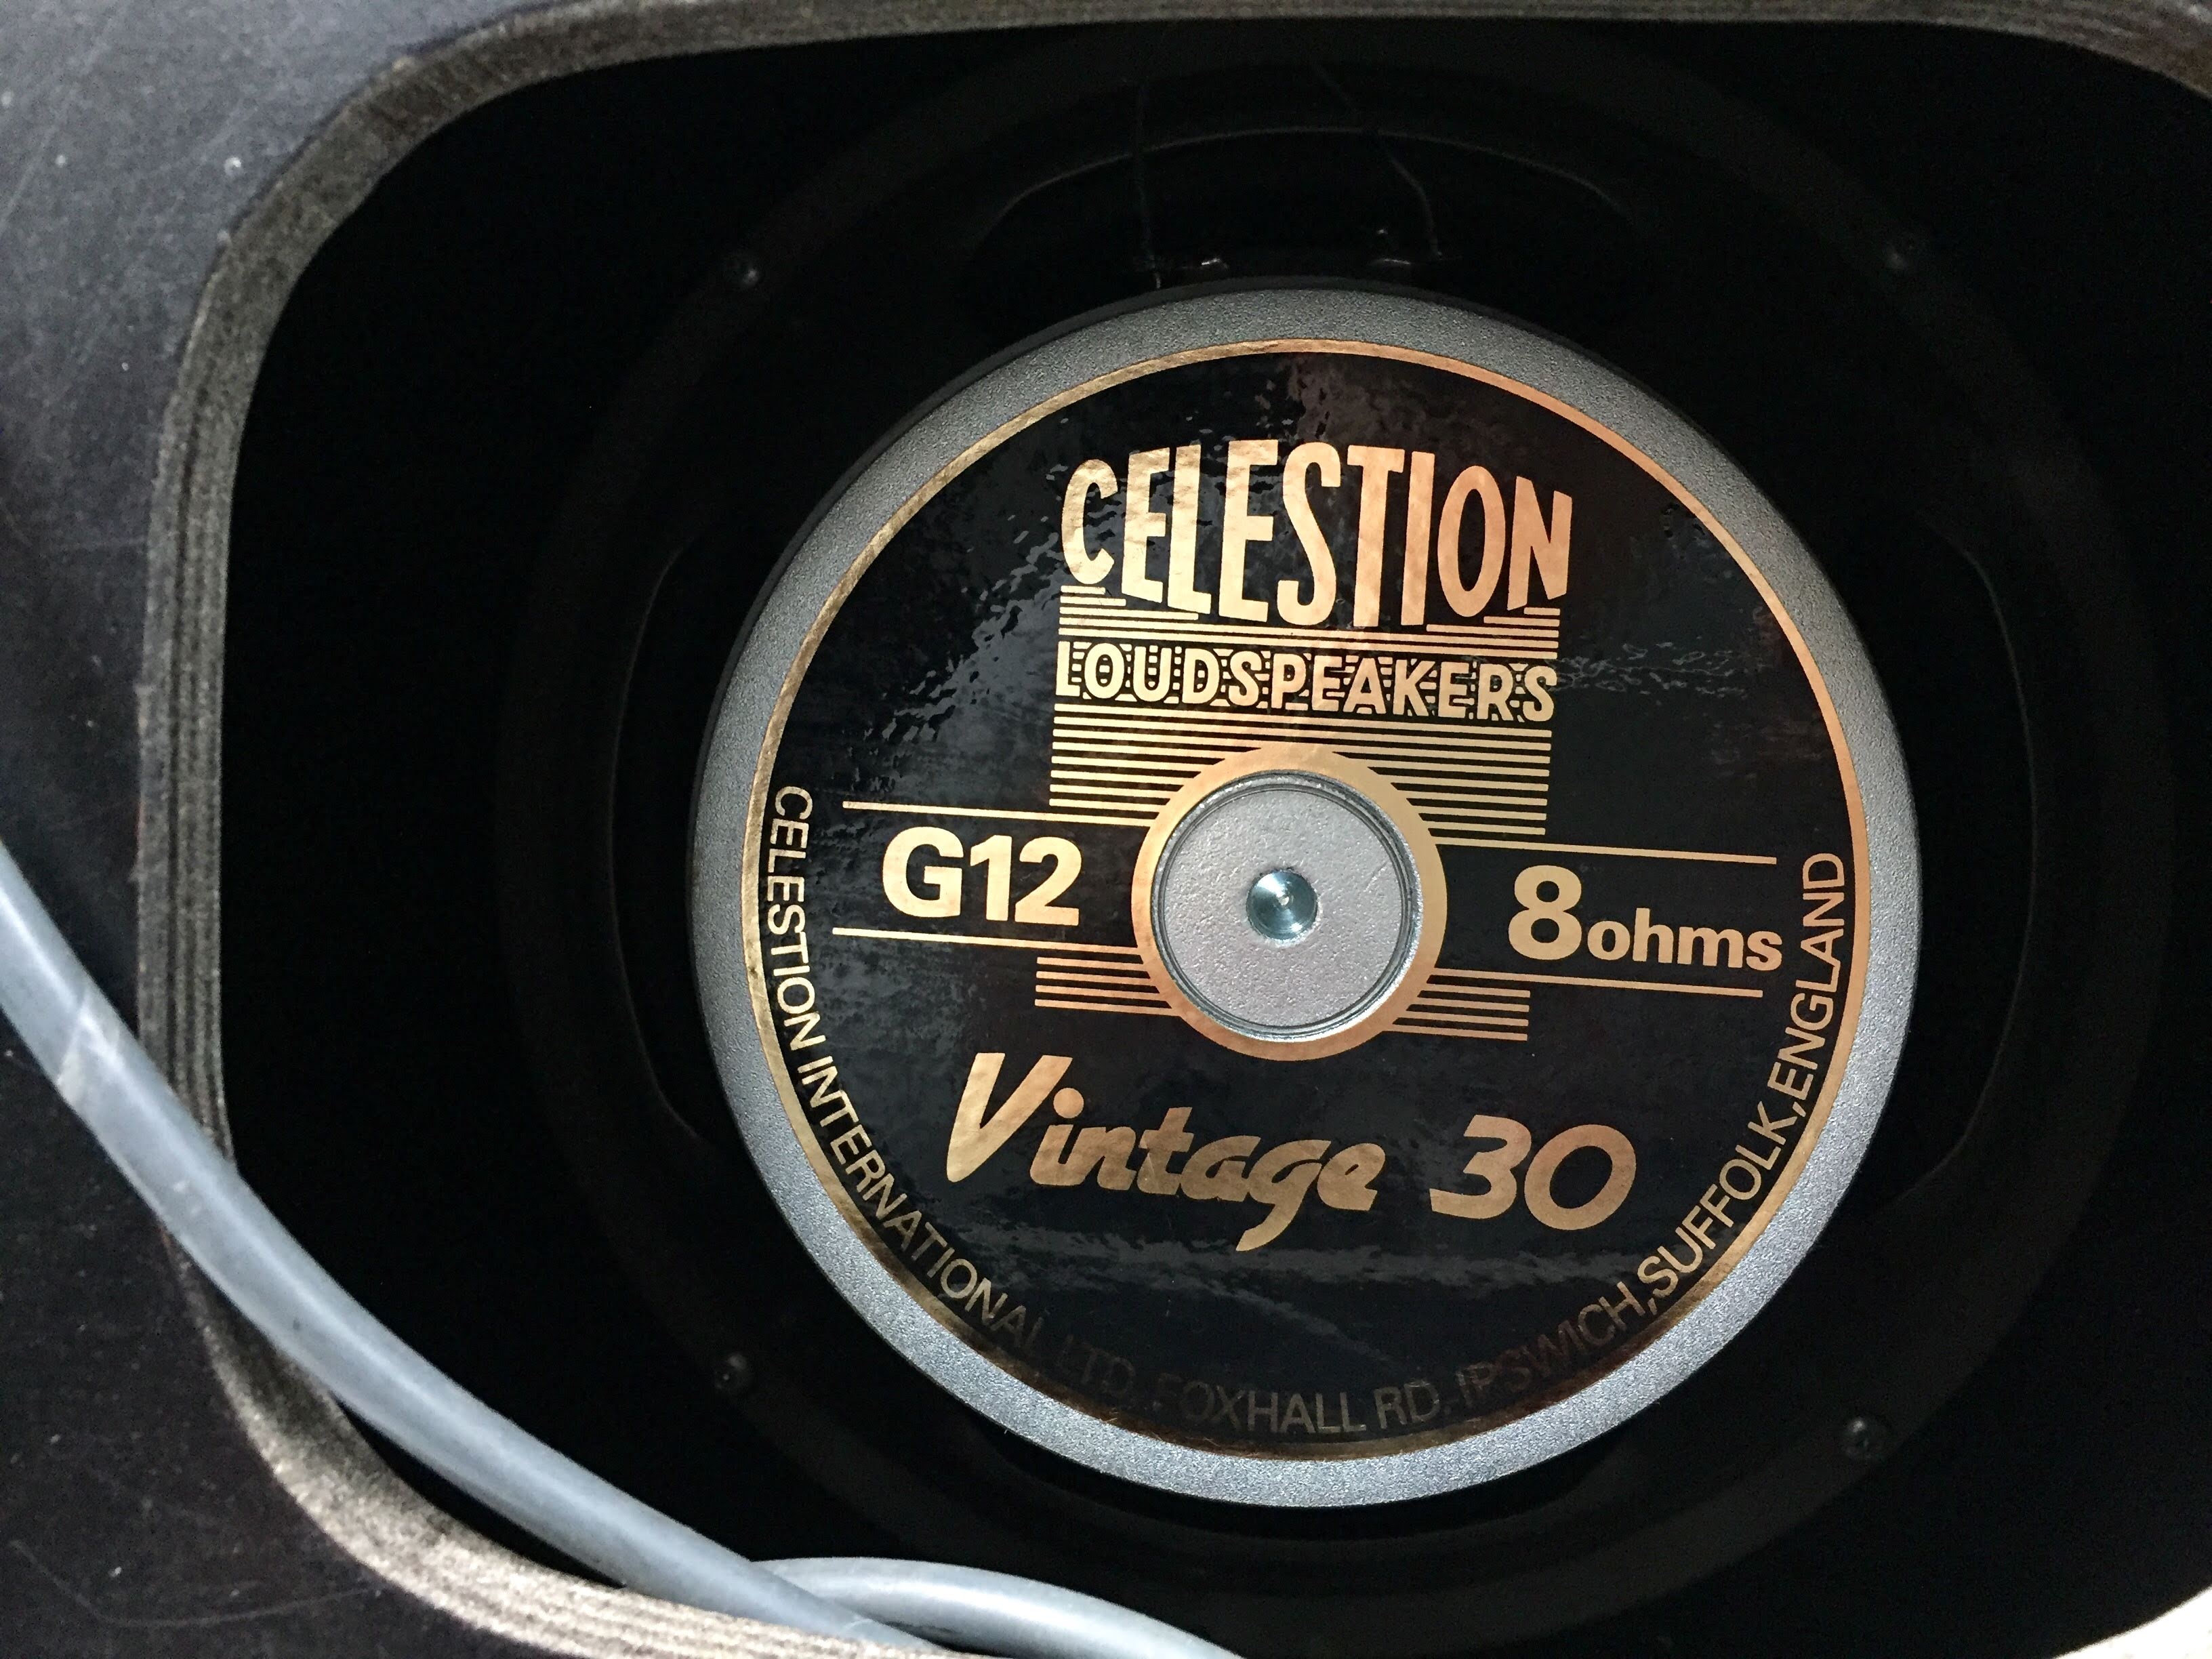 CELESTION
LOUDSPEAKERS
G12
8ohms
Vintage 30
CELESTION INTERNATIONAL LTD. FOXHALL RD. IPSWICH, SUFFOLK, ENGLAND